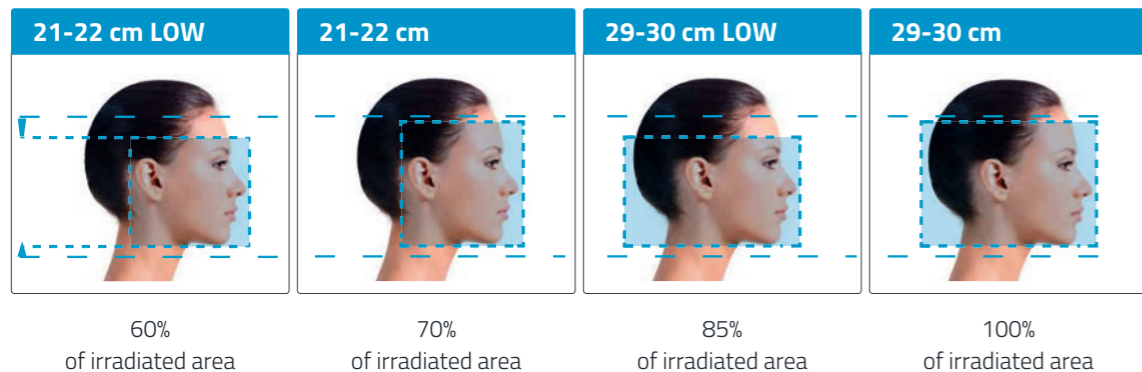 21-22 cm LOW
21-22 cm
29-30 cm LOW
29-30 cm
60%
of irradiated area
70%
of irradiated area
85%
of irradiated area
100%
of irradiated area